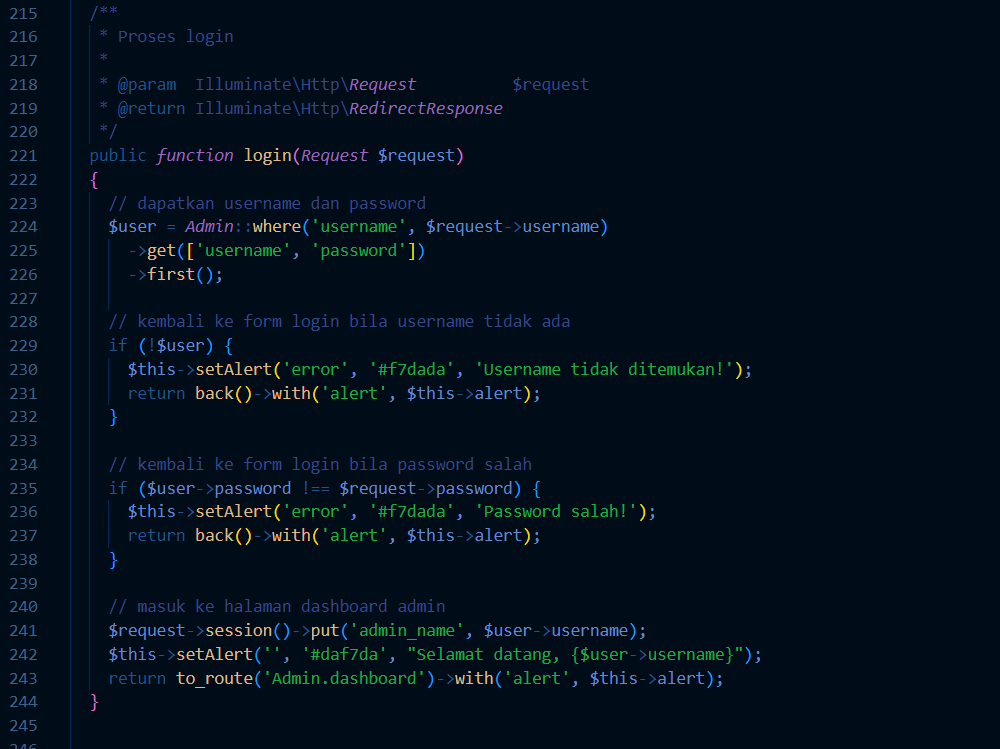 215 /**
216  * Proses login
217  *
218  * @param  Illuminate\Http\Request          $request
219  * @return Illuminate\Http\RedirectResponse
220  */
221 public function login(Request $request)
222 {
223   // dapatkan username dan password
224   $user = Admin::where('username', $request->username)
225     ->get(['username', 'password'])
226     ->first();
227
228   // kembali ke form login bila username tidak ada
229   if (!$user) {
230     $this->setAlert('error', '#f7dada', 'Username tidak ditemukan!');
231     return back()->with('alert', $this->alert);
232   }
233
234   // kembali ke form login bila password salah
235   if ($user->password !== $request->password) {
236     $this->setAlert('error', '#f7dada', 'Password salah!');
237     return back()->with('alert', $this->alert);
238   }
239
240   // masuk ke halaman dashboard admin
241   $request->session()->put('admin_name', $user->username);
242   $this->setAlert('', '#daf7da', "Selamat datang, {$user->username}");
243   return to_route('Admin.dashboard')->with('alert', $this->alert);
244 }
245
246